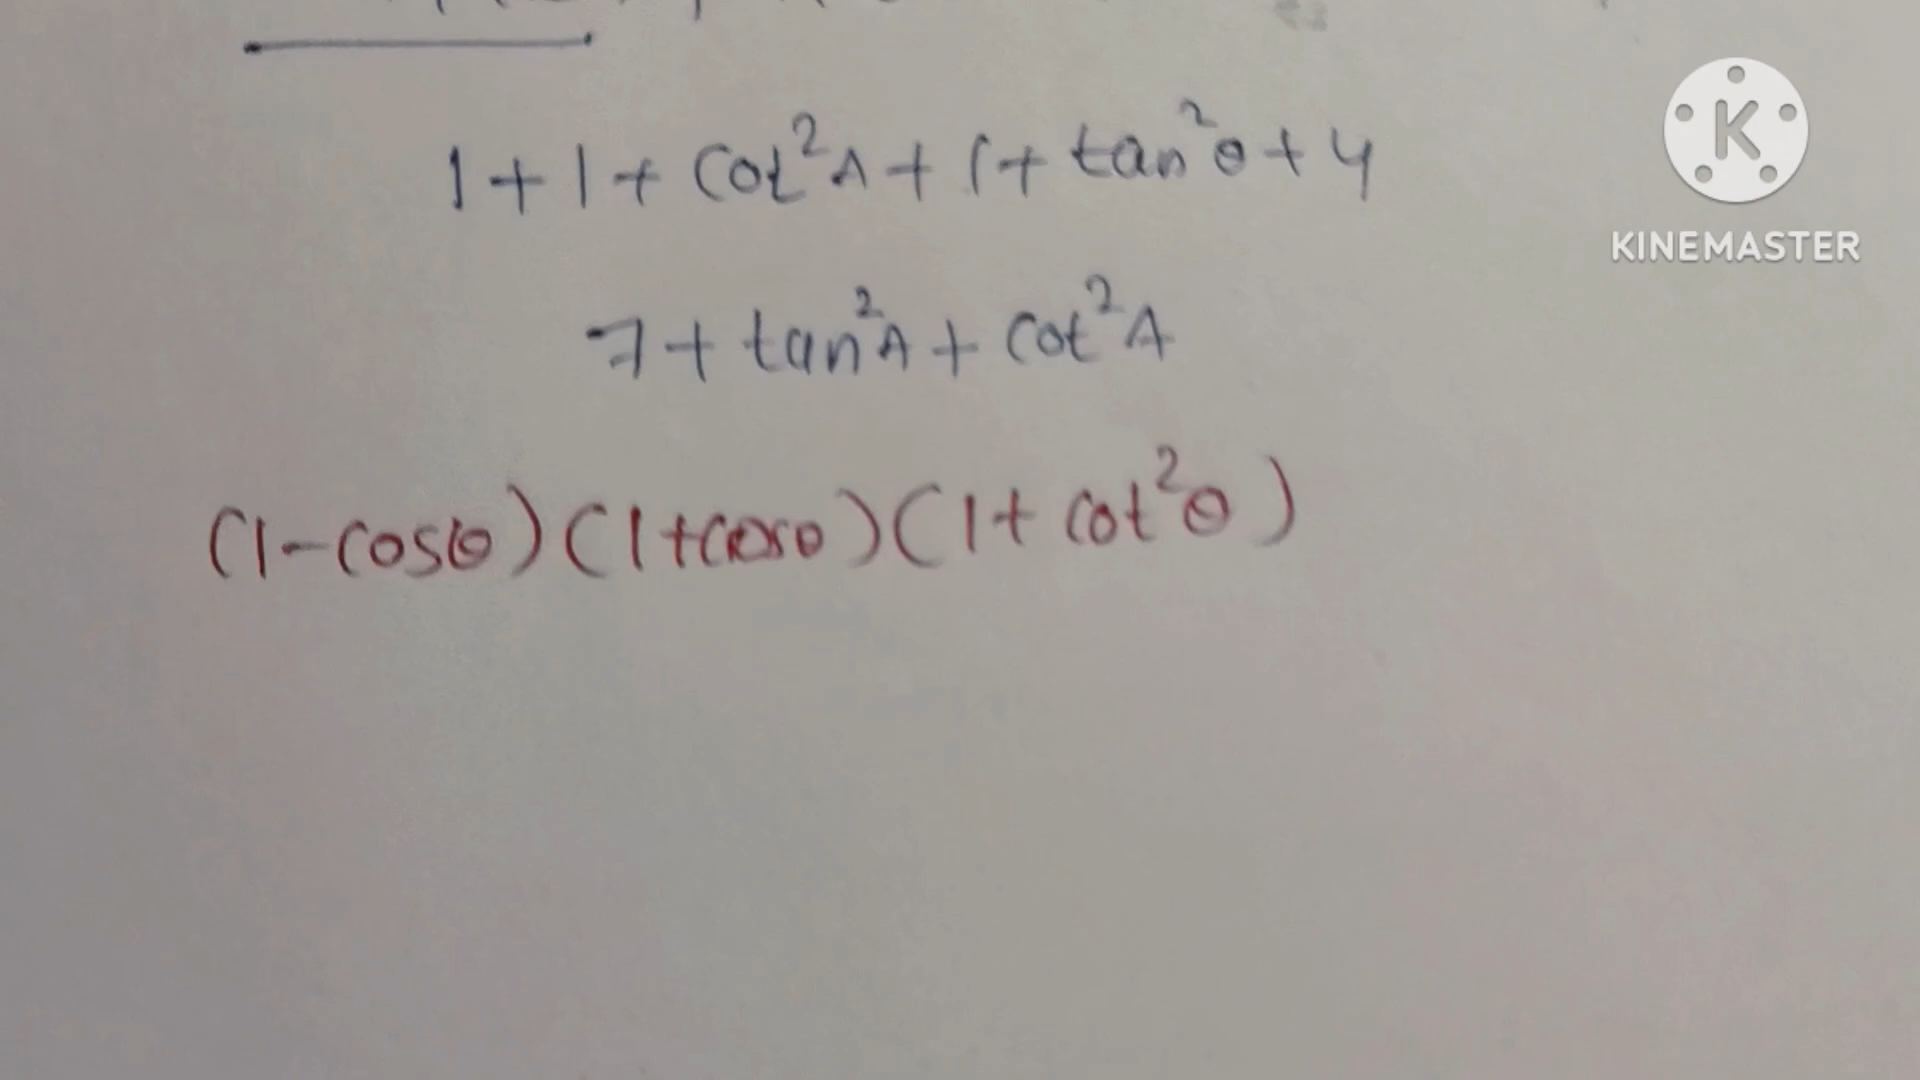 1 + 1 + cot²A + 1 + tan²θ + 4
KINEMASTER
7 + tan²A + cot²A
(1-cosθ)(1+cosθ)(1+cot²θ)